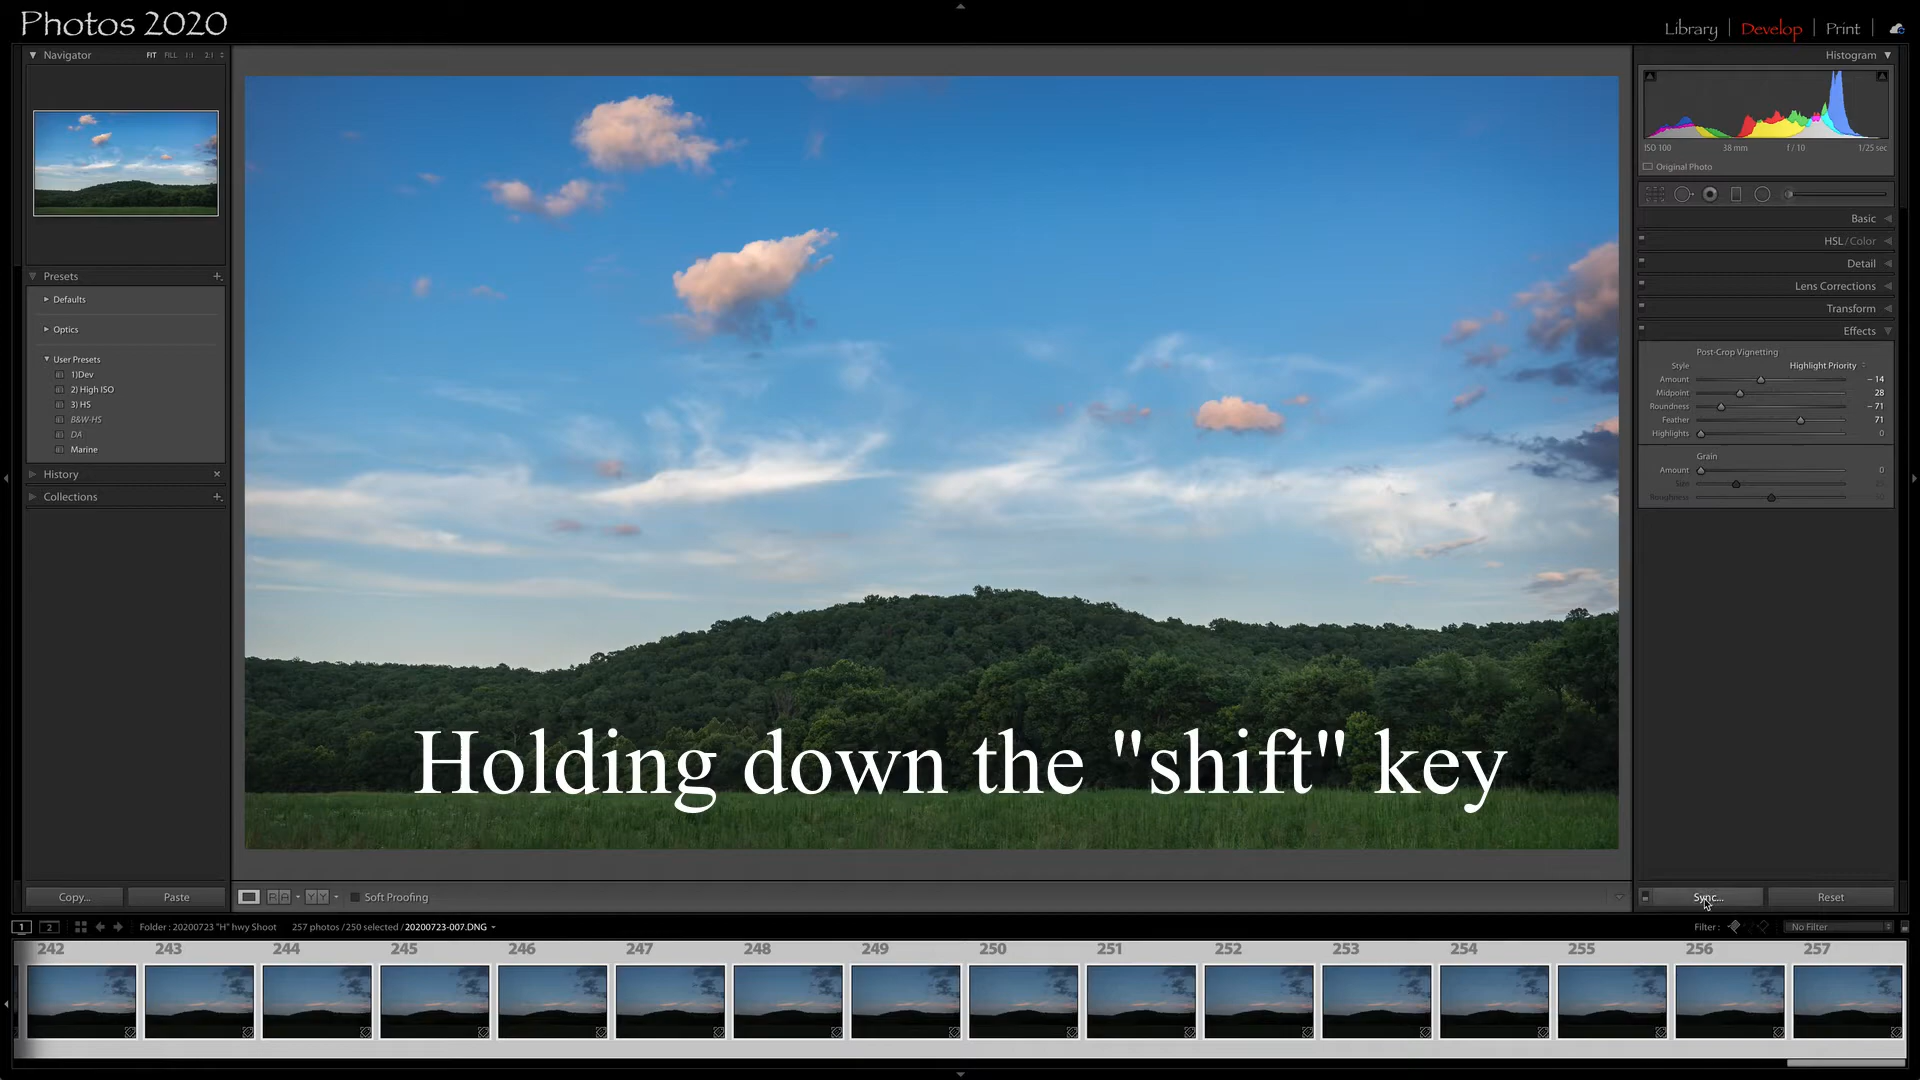 Photos 2020
Library | Develop | Print |
Navigator FIT FILL 1:1 2:1
Histogram
ISO 100 38 mm f / 10 1/25 sec
Original Photo
Basic
HSL / Color
Detail
Lens Corrections
Transform
Effects
Post-Crop Vignetting
Style Highlight Priority
Amount - 14
Midpoint 28
Roundness - 71
Feather 71
Highlights 0
Grain
Amount 0
Size 25
Roughness
Presets
Defaults
Optics
User Presets
1)Dev
2) High ISO
3) HS
B&W-HS
DA
Marine
History
Collections
Holding down the "shift" key
Copy... Paste
Soft Proofing
Sync... Reset
1 2 Folder : 20200723 "H" hwy Shoot 257 photos / 250 selected / 20200723-007.DNG
Filter : No Filter
242 243 244 245 246 247 248 249 250 251 252 253 254 255 256 257